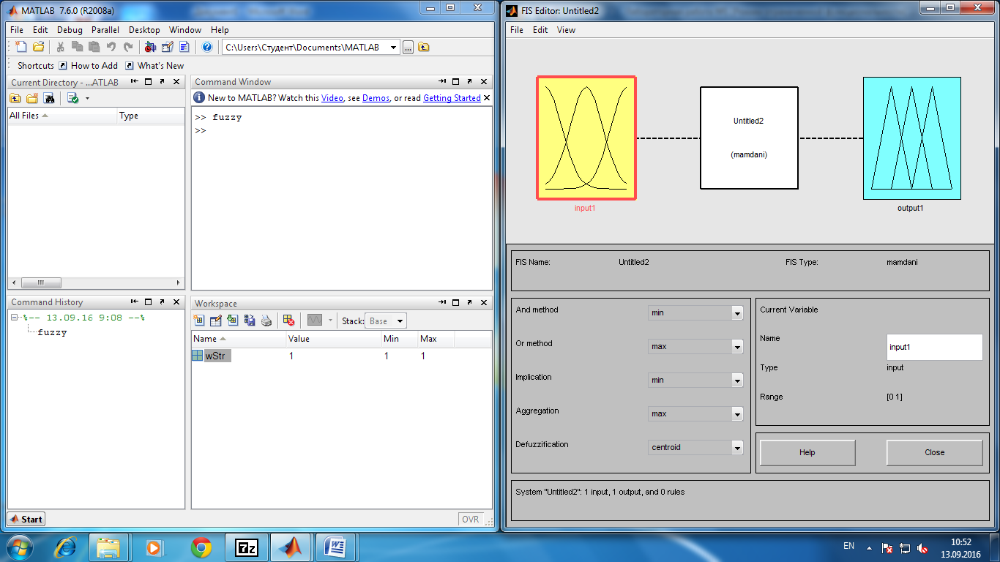 MATLAB 7.6.0 (R2008a)
File Edit Debug Parallel Desktop Window Help
C:\Users\Студент\Documents\MATLAB
...
Shortcuts How to Add What's New
Current Directory - ...ATLAB
All Files Type
Command Window
New to MATLAB? Watch this Video, see Demos, or read Getting Started
>> fuzzy
>>
Command History
%-- 13.09.16 9:08 --%
fuzzy
Workspace
Stack: Base
Name Value Min Max
wStr 1 1 1
Start
OVR
FIS Editor: Untitled2
File Edit View
Untitled2
(mamdani)
input1
output1
FIS Name: Untitled2 FIS Type: mamdani
And method min
Or method max
Implication min
Aggregation max
Defuzzification centroid
Current Variable
Name input1
Type input
Range [0 1]
Help Close
System "Untitled2": 1 input, 1 output, and 0 rules
7z
W
EN
10:52
13.09.2016